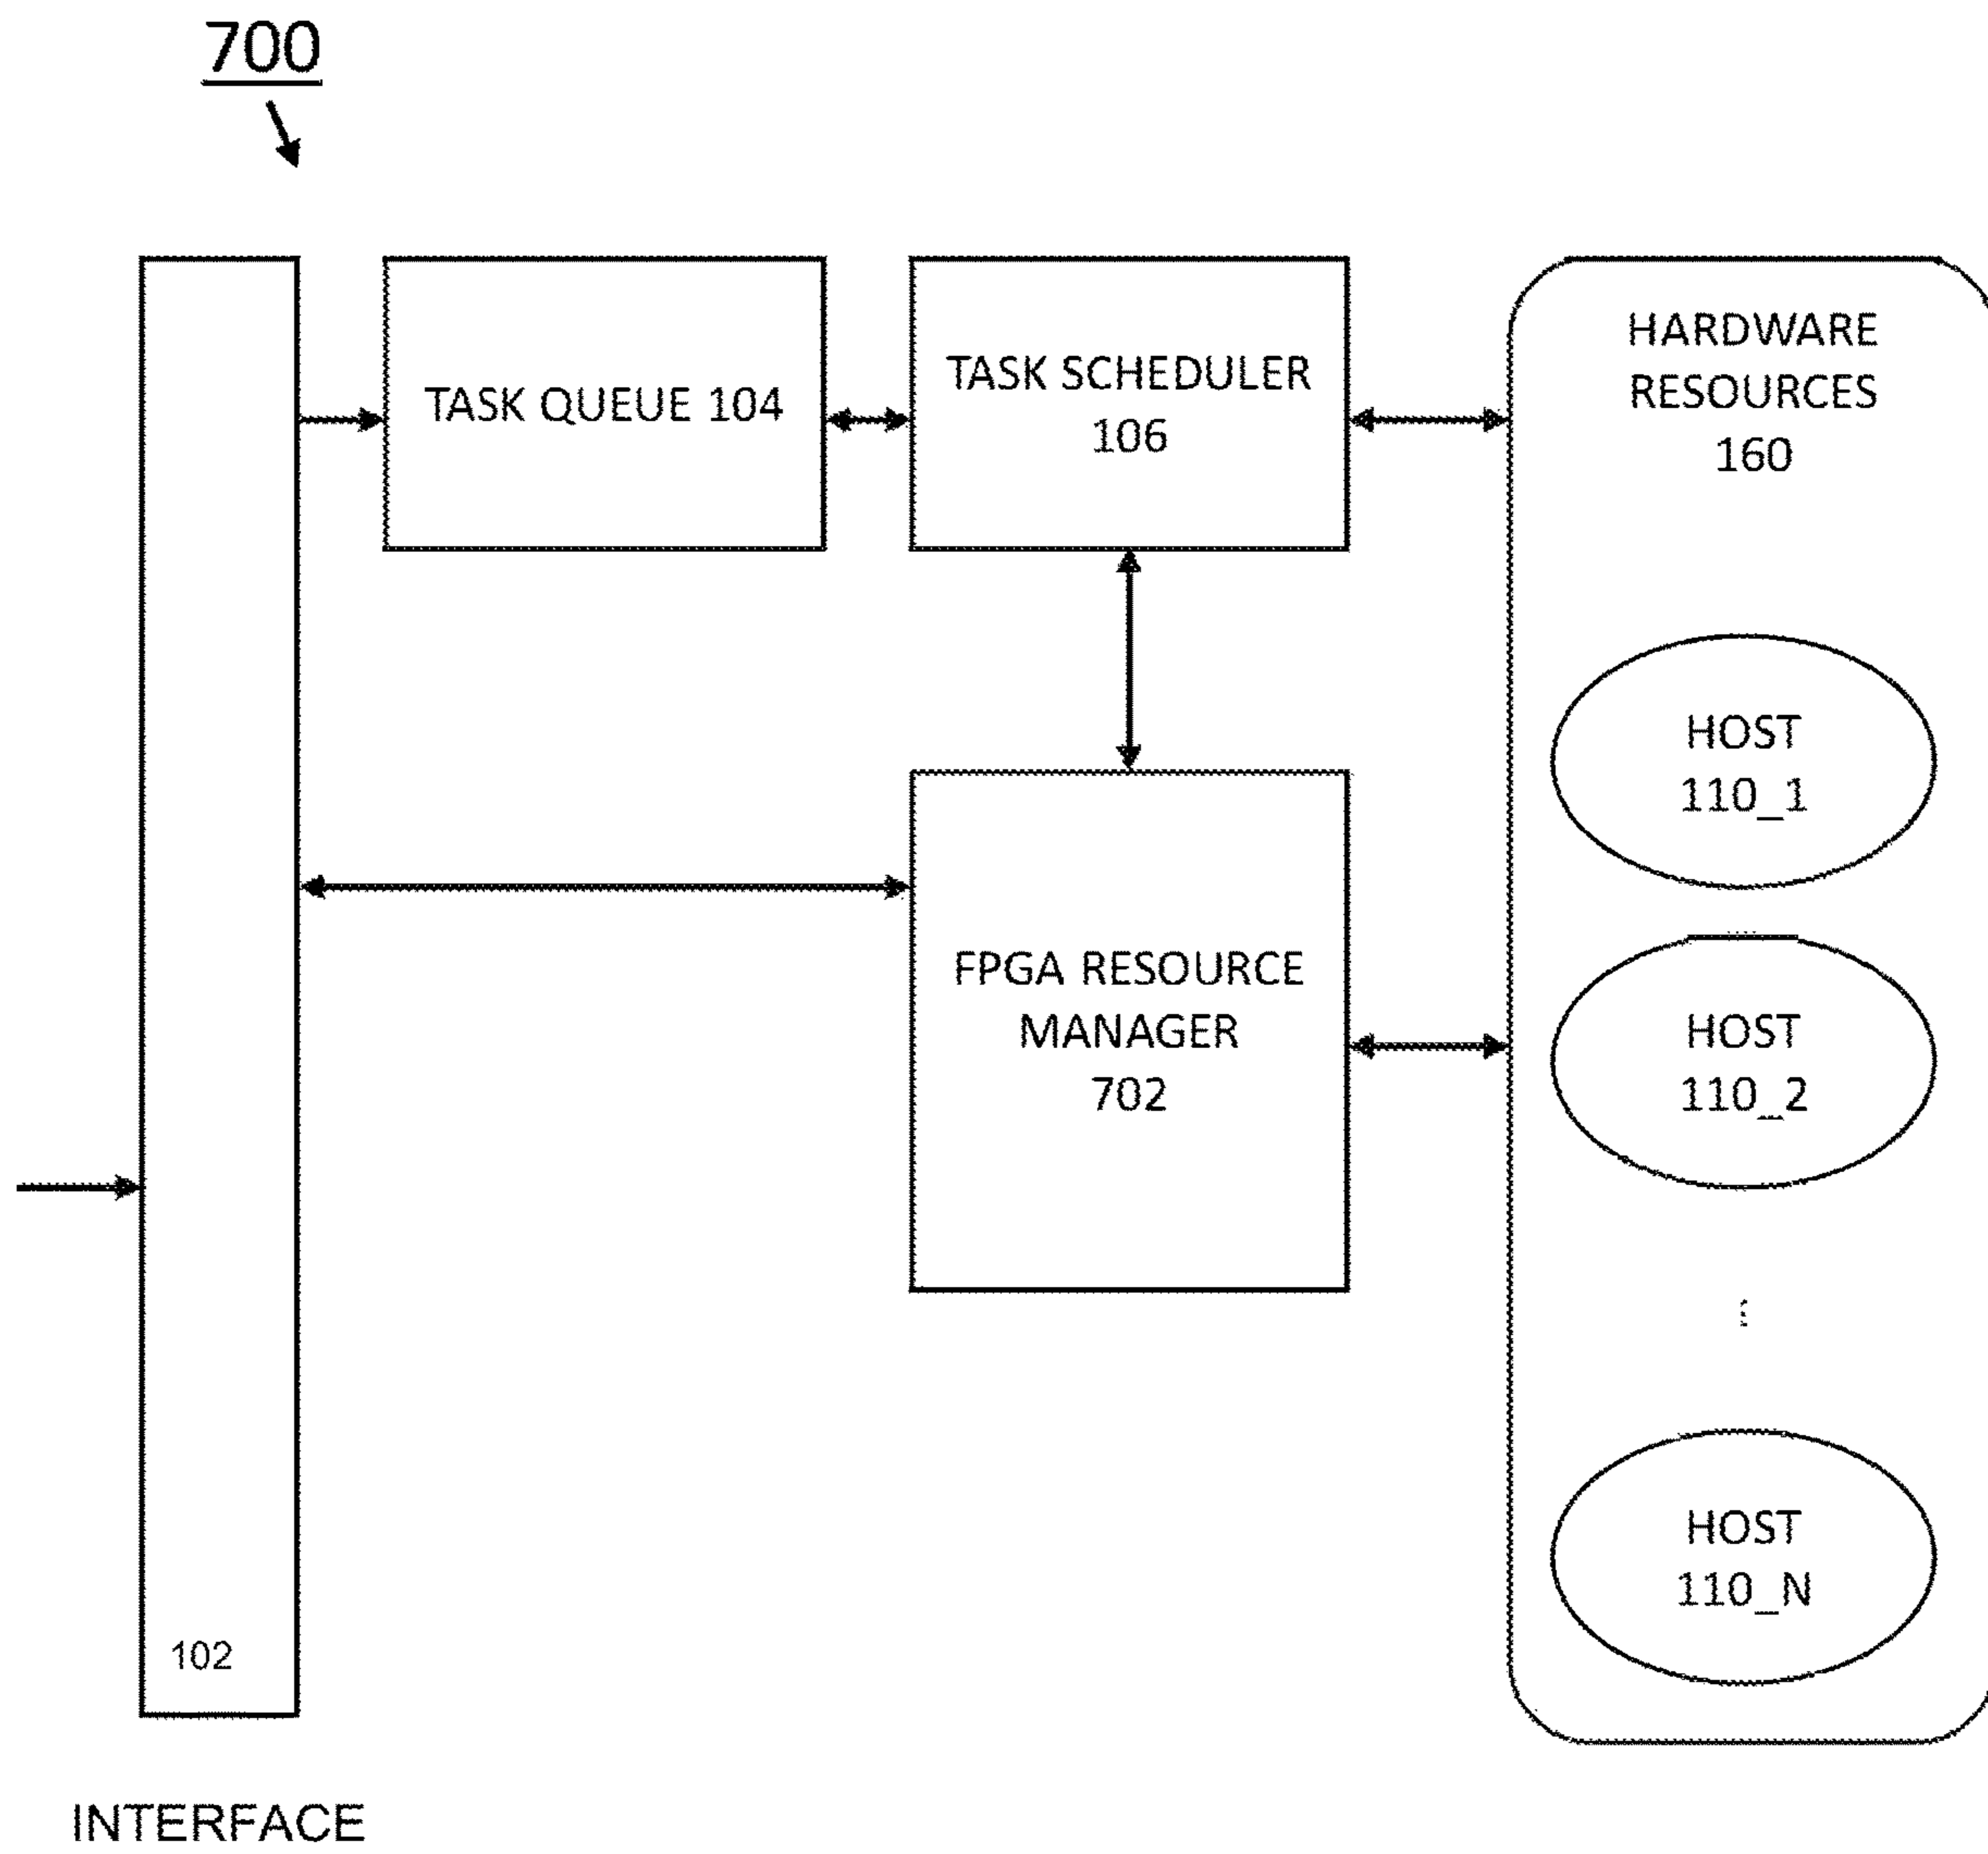 700
TASK QUEUE 104
TASK SCHEDULER
106
HARDWARE
RESOURCES
160
HOST
110_1
FPGA RESOURCE
MANAGER
702
HOST
110_2
⋮
HOST
110_N
102
INTERFACE